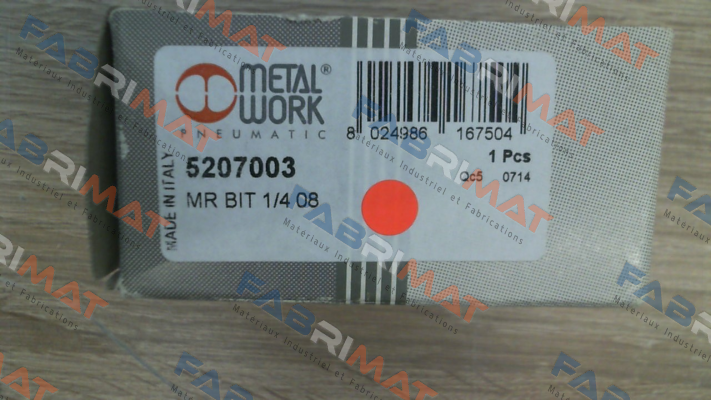 METAL®
WORK
PNEUMATIC
8 024986 167504
5207003
1 Pcs
Qc5 0714
MR BIT 1/4 08
MADE IN ITALY
FABRIMAT
Materiaux Industriel et Fabrications